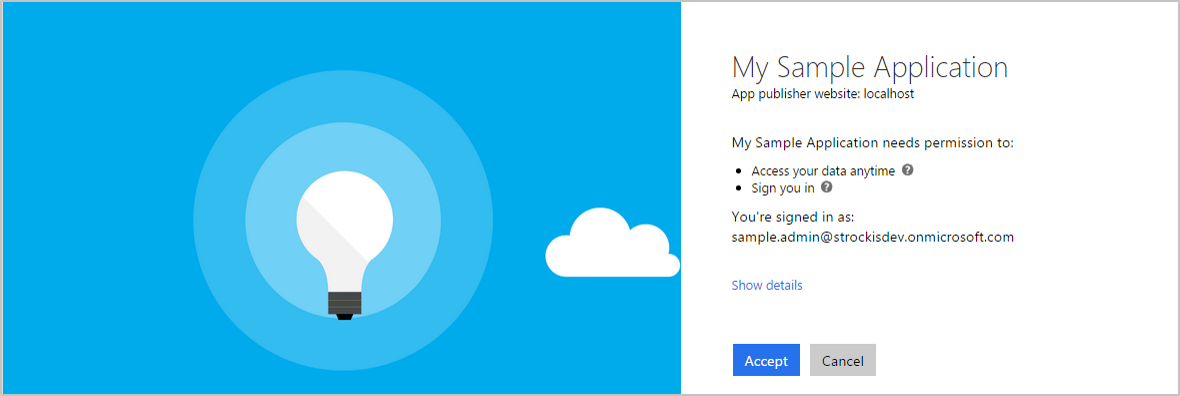 My Sample Application
App publisher website: localhost
My Sample Application needs permission to:
Access your data anytime
Sign you in
You're signed in as:
sample.admin@strockisdev.onmicrosoft.com
Show details
Accept Cancel